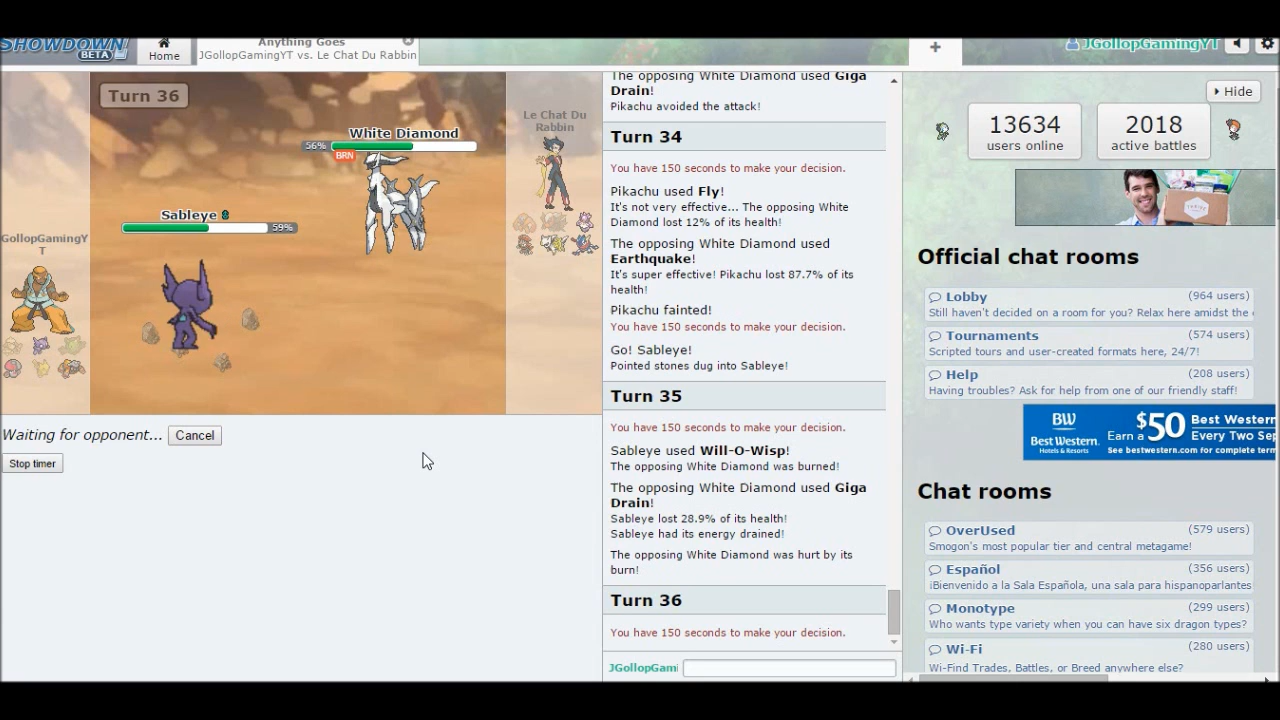 SHOWDOWN!
BETA
Home
Anything Goes
JGollopGamingYT vs. Le Chat Du Rabbin
+
JGollopGamingYT
Turn 36
White Diamond
56%
BRN
Sableye
59%
GollopGamingY
T
Le Chat Du
Rabbin
Waiting for opponent... Cancel
Stop timer
The opposing White Diamond used Giga
Drain!
Pikachu avoided the attack!
Turn 34
You have 150 seconds to make your decision.
Pikachu used Fly!
It's not very effective... The opposing White
Diamond lost 12% of its health!
The opposing White Diamond used
Earthquake!
It's super effective! Pikachu lost 87.7% of its
health!
Pikachu fainted!
You have 150 seconds to make your decision.
Go! Sableye!
Pointed stones dug into Sableye!
Turn 35
You have 150 seconds to make your decision.
Sableye used Will-O-Wisp!
The opposing White Diamond was burned!
The opposing White Diamond used Giga
Drain!
Sableye lost 28.9% of its health!
Sableye had its energy drained!
The opposing White Diamond was hurt by its
burn!
Turn 36
You have 150 seconds to make your decision.
JGollopGami
Hide
13634
users online
2018
active battles
Official chat rooms
Lobby (964 users)
Still haven't decided on a room for you? Relax here amidst the
Tournaments (574 users)
Scripted tours and user-created formats here, 24/7!
Help (208 users)
Having troubles? Ask for help from one of our friendly staff!
BW
Best Western.
Hotels & Resorts
Earn a $50 Best Western
Every Two Sep
See bestwestern.com for complete term
Chat rooms
OverUsed (579 users)
Smogon's most popular tier and central metagame!
Español (356 users)
¡Bienvenido a la Sala Española, una sala para hispanoparlantes
Monotype (299 users)
Who wants type variety when you can have six dragon types?
Wi-Fi (280 users)
Wi-Find Trades, Battles, or Breed anywhere else?